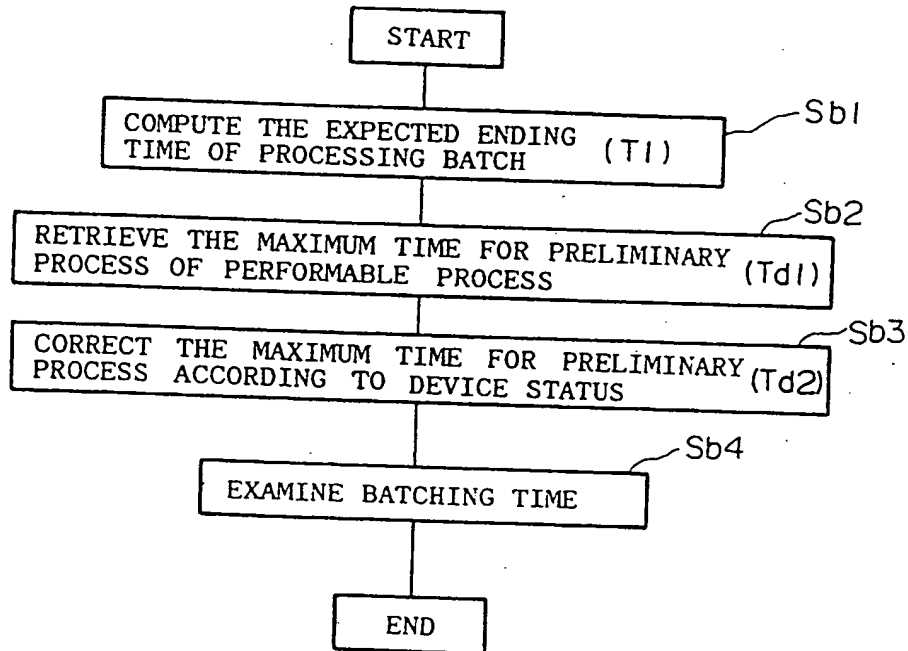 START
Sb1
COMPUTE THE EXPECTED ENDING
TIME OF PROCESSING BATCH (T1)
Sb2
RETRIEVE THE MAXIMUM TIME FOR PRELIMINARY
PROCESS OF PERFORMABLE PROCESS (Td1)
Sb3
CORRECT THE MAXIMUM TIME FOR PRELIMINARY
PROCESS ACCORDING TO DEVICE STATUS (Td2)
Sb4
EXAMINE BATCHING TIME
END